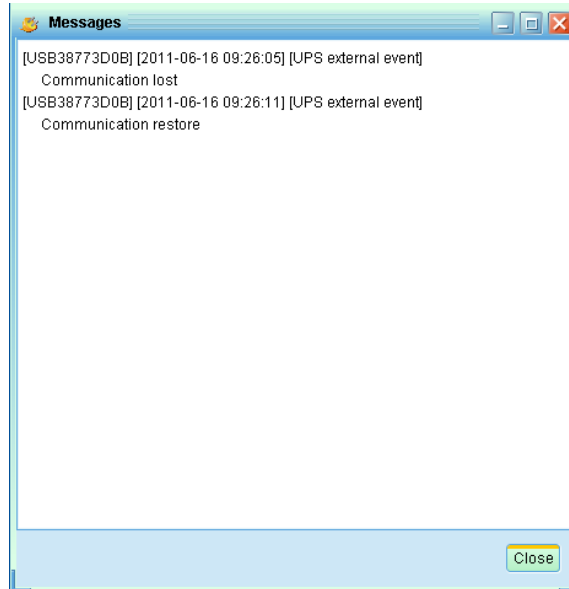 Messages
[USB38773D0B] [2011-06-16 09:26:05] [UPS external event]
Communication lost
[USB38773D0B] [2011-06-16 09:26:11] [UPS external event]
Communication restore
Close